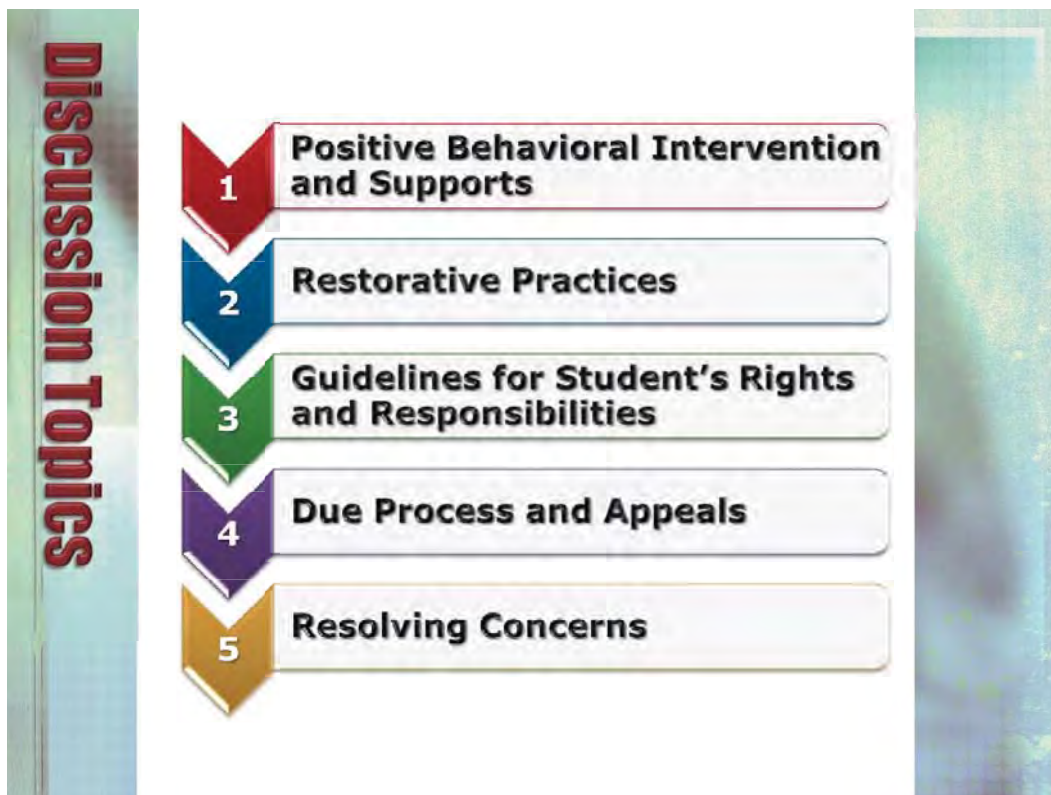 Discussion Topics
1
Positive Behavioral Intervention
and Supports
2
Restorative Practices
3
Guidelines for Student's Rights
and Responsibilities
4
Due Process and Appeals
5
Resolving Concerns